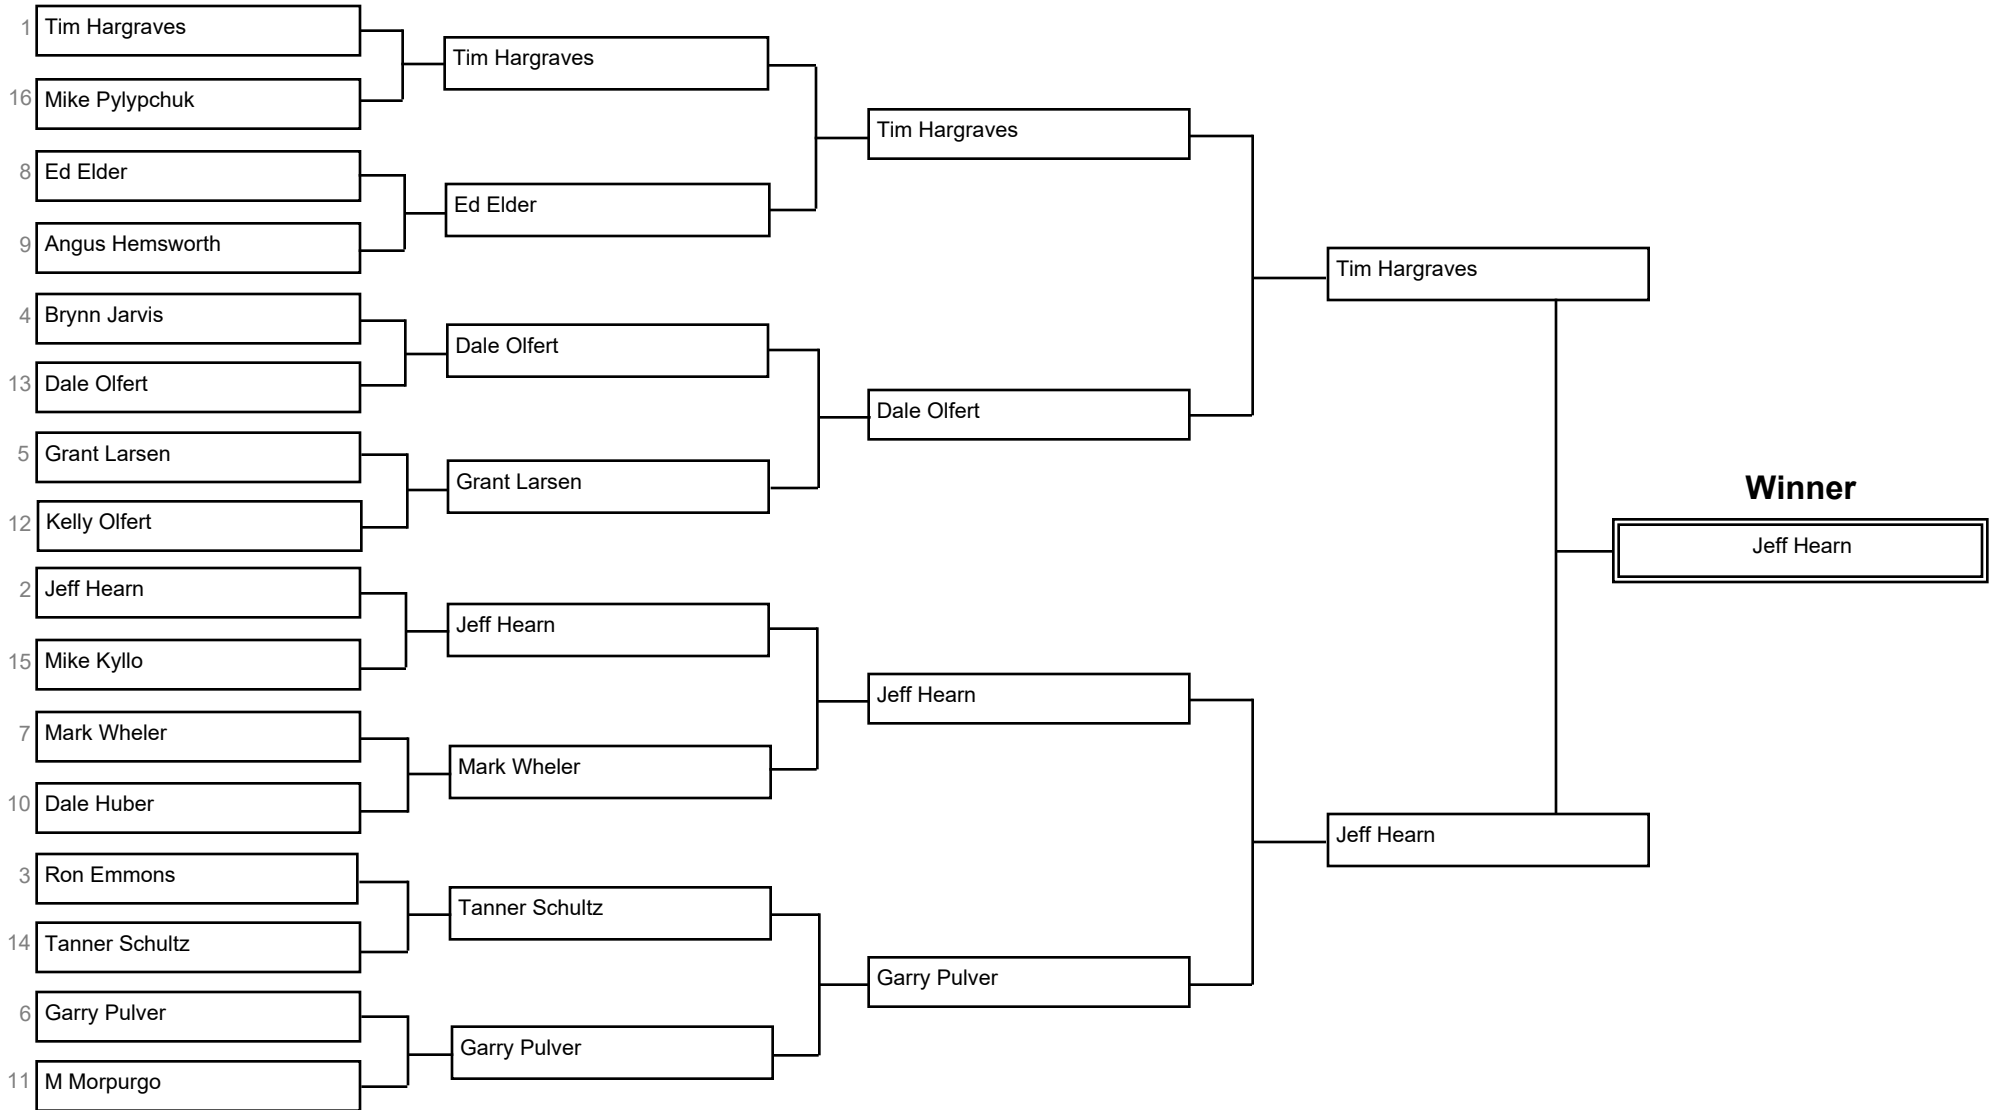 1 Tim Hargraves
16 Mike Pylypchuk
8 Ed Elder
9 Angus Hemsworth
4 Brynn Jarvis
13 Dale Olfert
5 Grant Larsen
12 Kelly Olfert
2 Jeff Hearn
15 Mike Kyllo
7 Mark Wheler
10 Dale Huber
3 Ron Emmons
14 Tanner Schultz
6 Garry Pulver
11 M Morpurgo
Tim Hargraves
Ed Elder
Dale Olfert
Grant Larsen
Jeff Hearn
Mark Wheler
Tanner Schultz
Garry Pulver
Tim Hargraves
Dale Olfert
Jeff Hearn
Garry Pulver
Tim Hargraves
Jeff Hearn
Winner
Jeff Hearn